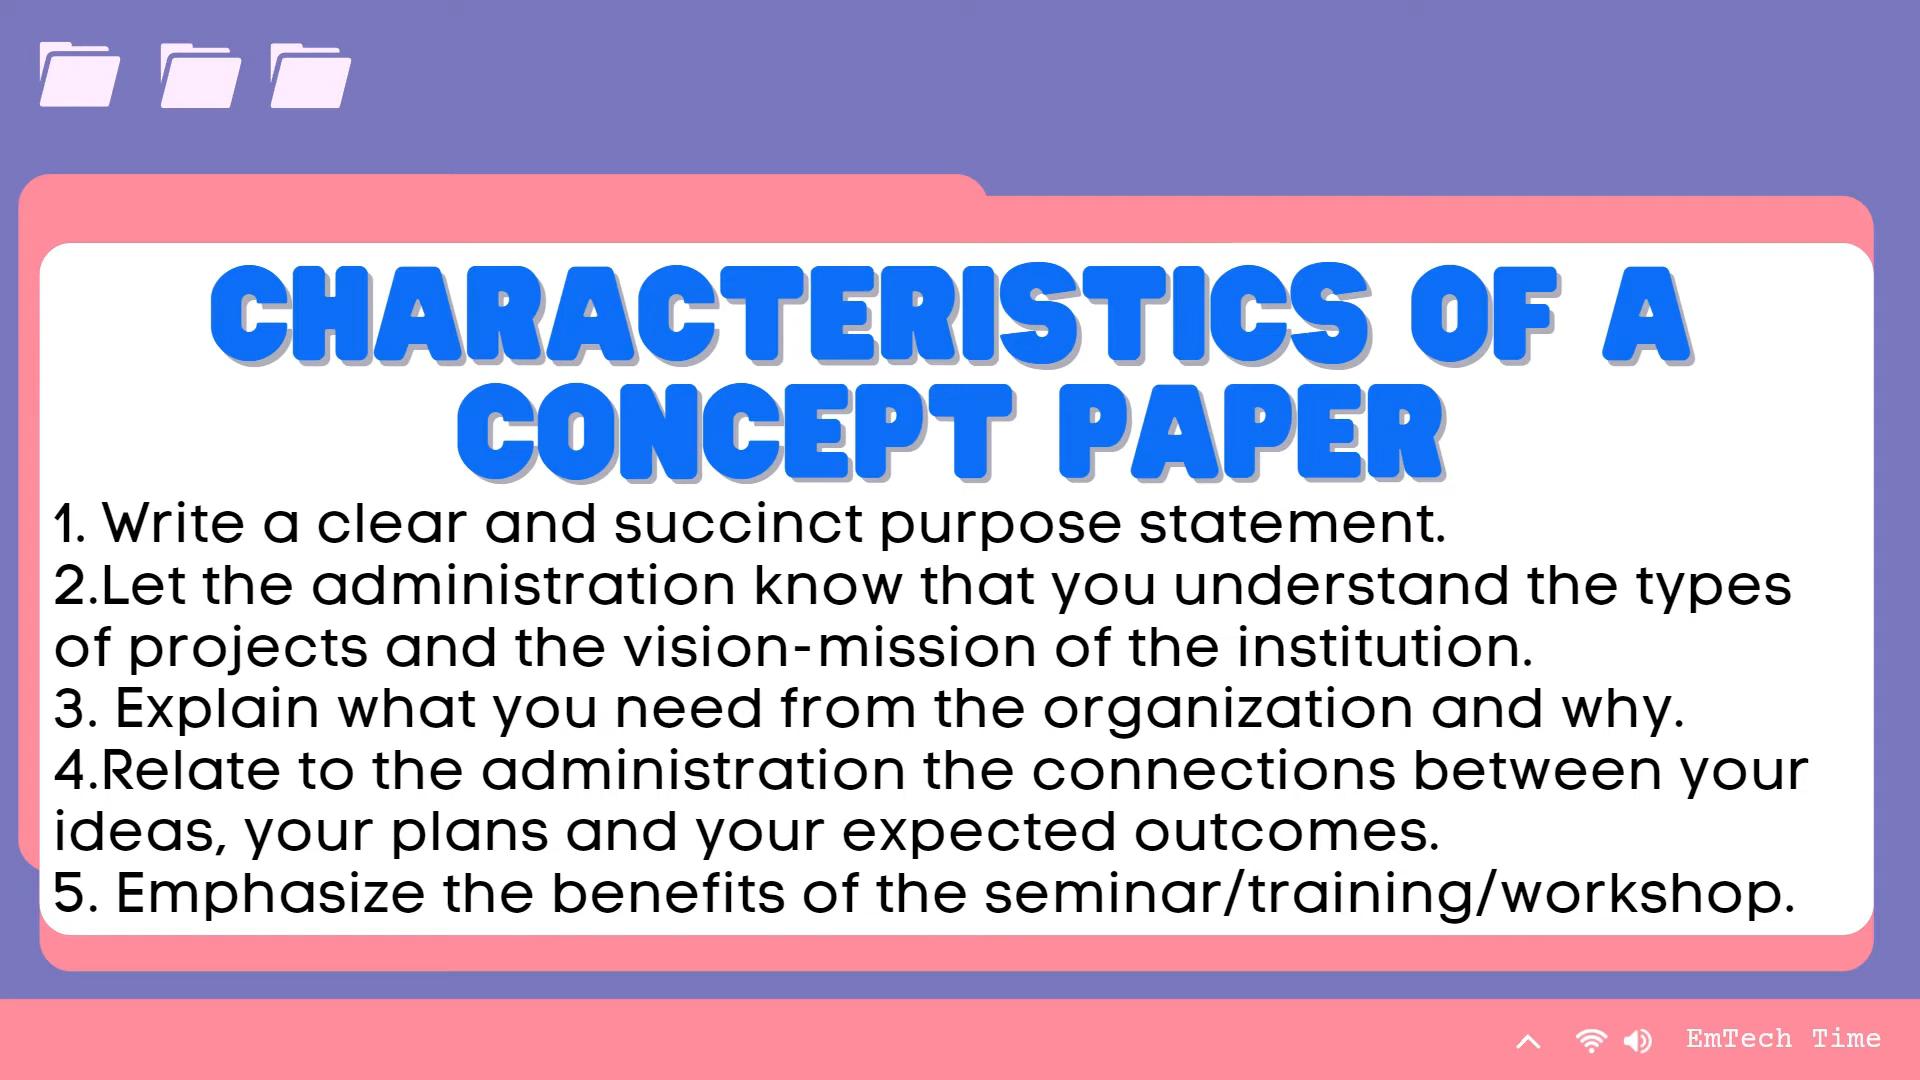 CHARACTERISTICS OF A
CONCEPT PAPER
1. Write a clear and succinct purpose statement.
2.Let the administration know that you understand the types
of projects and the vision-mission of the institution.
3. Explain what you need from the organization and why.
4.Relate to the administration the connections between your
ideas, your plans and your expected outcomes.
5. Emphasize the benefits of the seminar/training/workshop.
EmTech Time